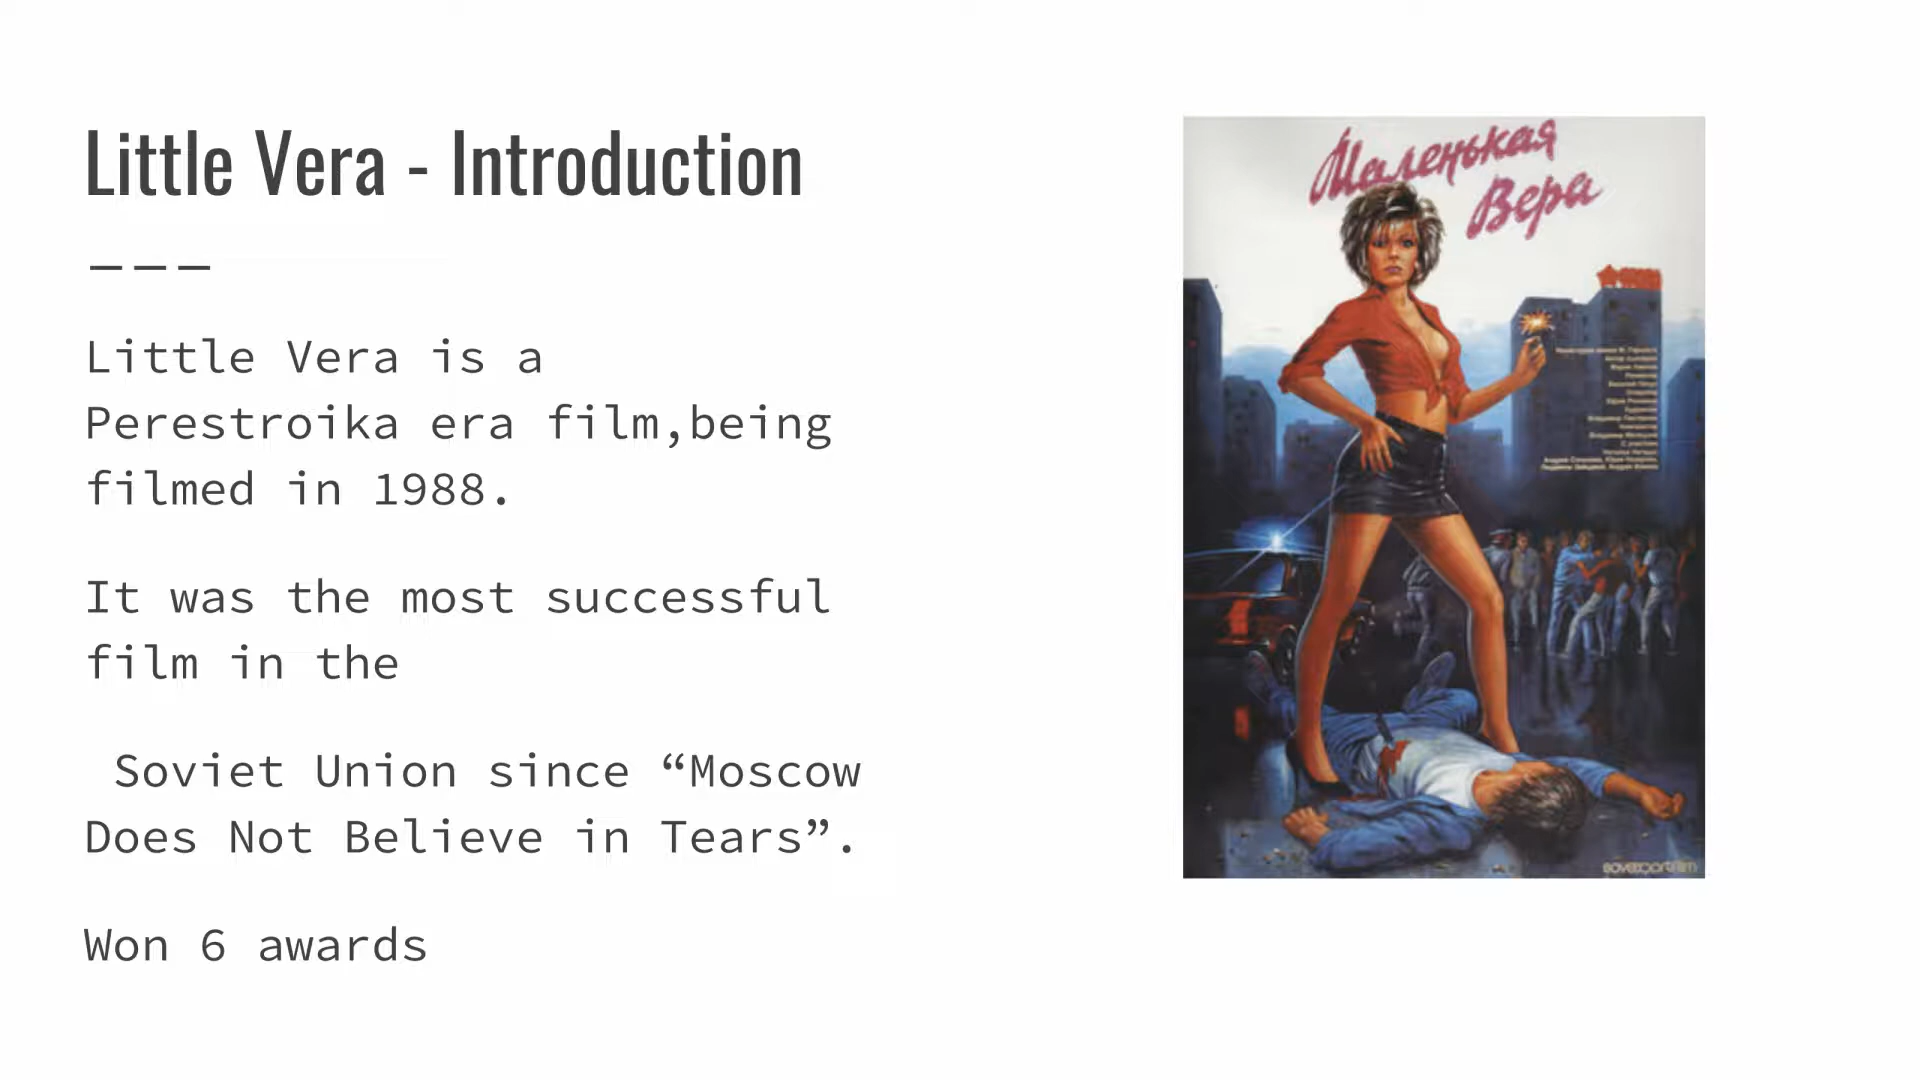 Little Vera - Introduction
Little Vera is a
Perestroika era film,being
filmed in 1988.
It was the most successful
film in the
Soviet Union since “Moscow
Does Not Believe in Tears”.
Won 6 awards
Маленькая
Вера
sovexportfilm